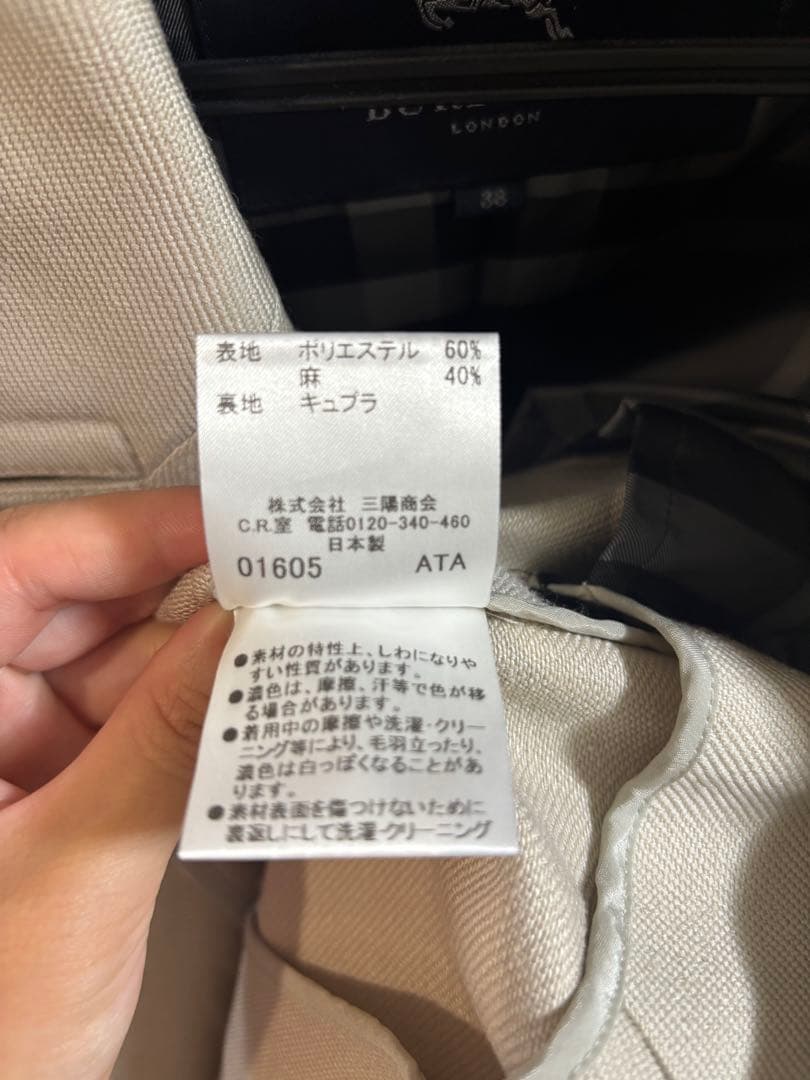 LONDON
38
表地 ポリエステル 60%
麻 40%
裏地 キュプラ
株式会社 三陽商会
C.R.室 電話0120-340-460
日本製
01605 ATA
●素材の特性上、しわになりや
すい性質があります。
●濃色は、摩擦、汗等で色が移
る場合があります。
●着用中の摩擦や洗濯・クリー
ニング等により、毛羽立ったり、
濃色は白っぽくなることがあ
ります。
●素材表面を傷つけないために
裏返しにして洗濯・クリーニング